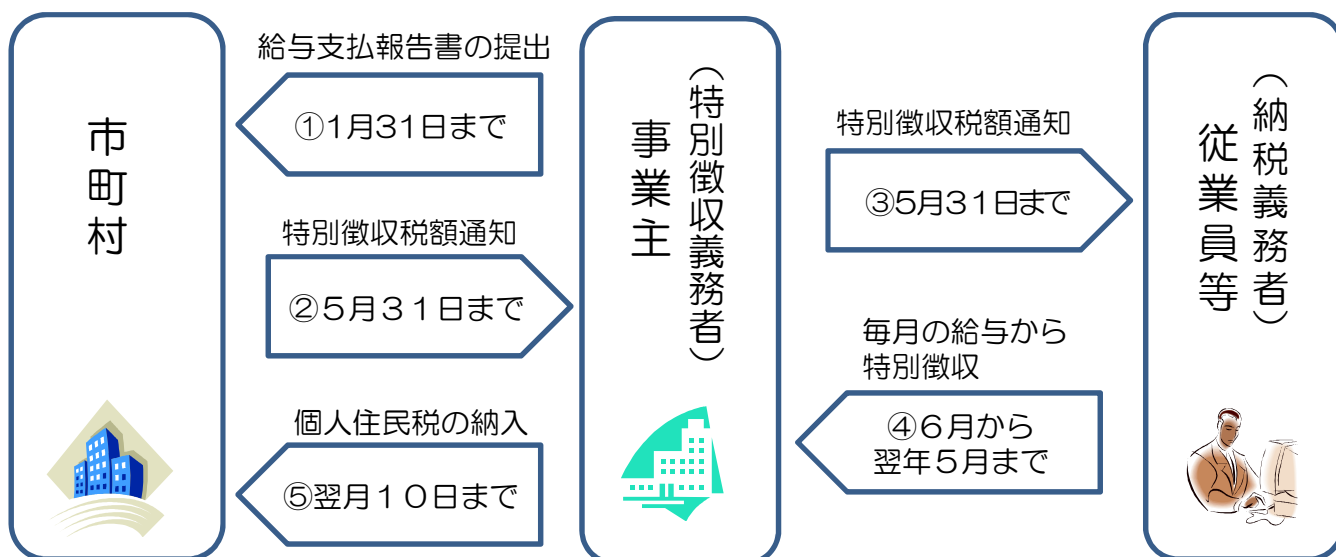 市町村
給与支払報告書の提出
①1月31日まで
特別徴収税額通知
②５月３１日まで
個人住民税の納入
⑤翌月１０日まで
事業主
（特別徴収義務者）
特別徴収税額通知
③5月３１日まで
毎月の給与から
特別徴収
④６月から
翌年５月まで
従業員等
（納税義務者）